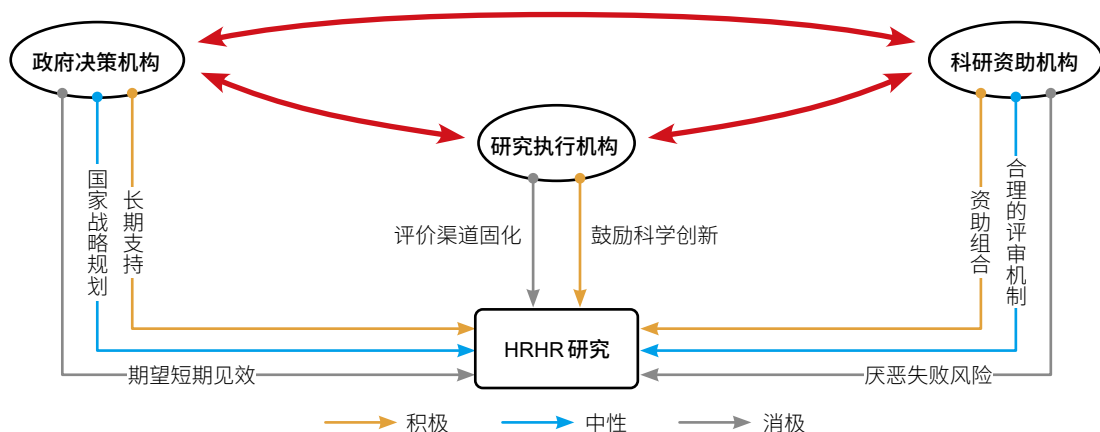 政府决策机构
科研资助机构
研究执行机构
国家战略规划
长期支持
评价渠道固化
鼓励科学创新
资助组合
合理的评审机制
HRHR 研究
期望短期见效
厌恶失败风险
积极
中性
消极